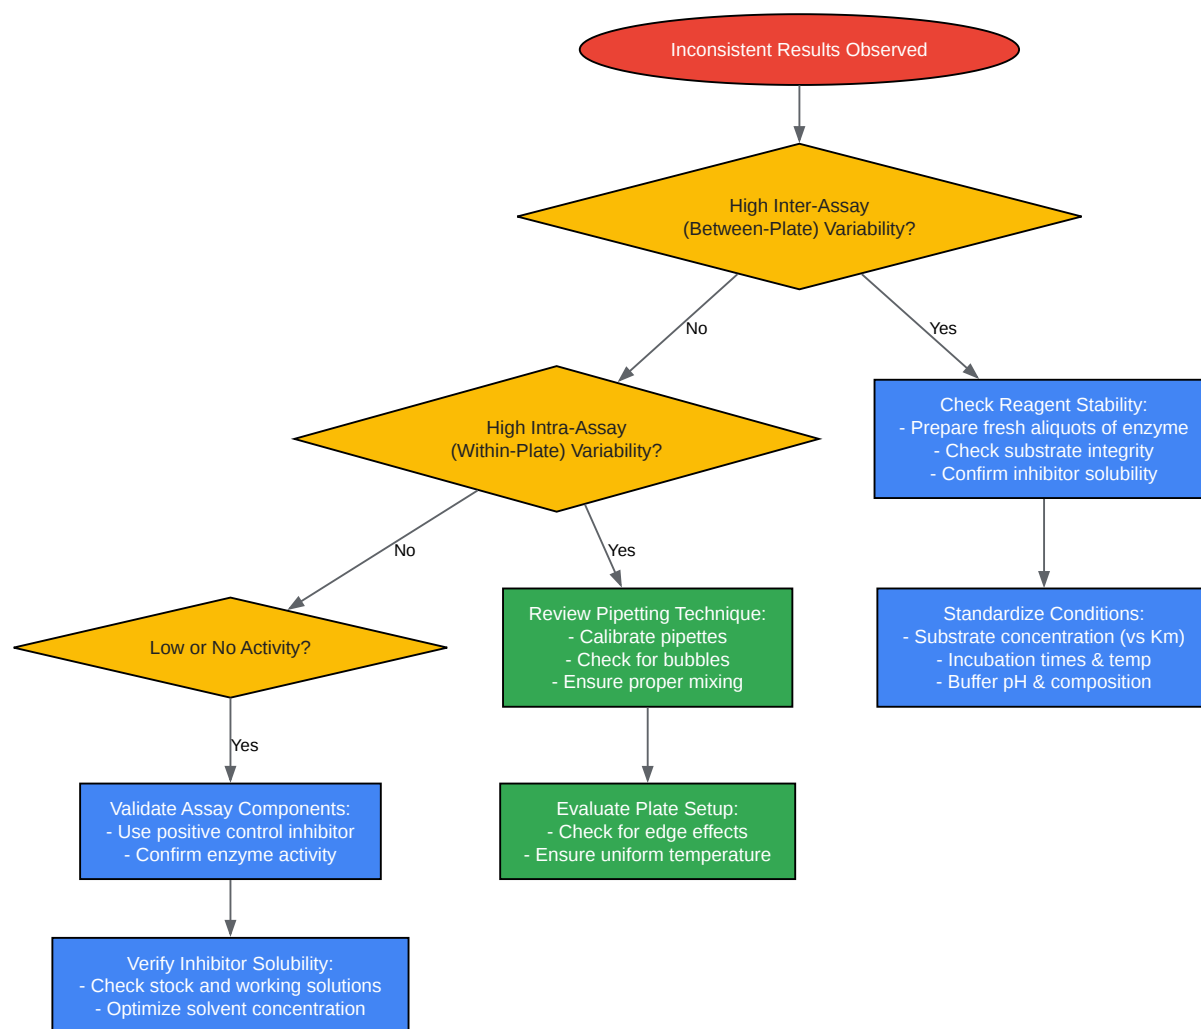 Inconsistent Results Observed
High Inter-Assay
(Between-Plate) Variability?
No
Yes
High Intra-Assay
(Within-Plate) Variability?
Check Reagent Stability:
- Prepare fresh aliquots of enzyme
- Check substrate integrity
- Confirm inhibitor solubility
No
Yes
Low or No Activity?
Review Pipetting Technique:
- Calibrate pipettes
- Check for bubbles
- Ensure proper mixing
Standardize Conditions:
- Substrate concentration (vs Km)
- Incubation times & temp
- Buffer pH & composition
Yes
Validate Assay Components:
- Use positive control inhibitor
- Confirm enzyme activity
Evaluate Plate Setup:
- Check for edge effects
- Ensure uniform temperature
Verify Inhibitor Solubility:
- Check stock and working solutions
- Optimize solvent concentration